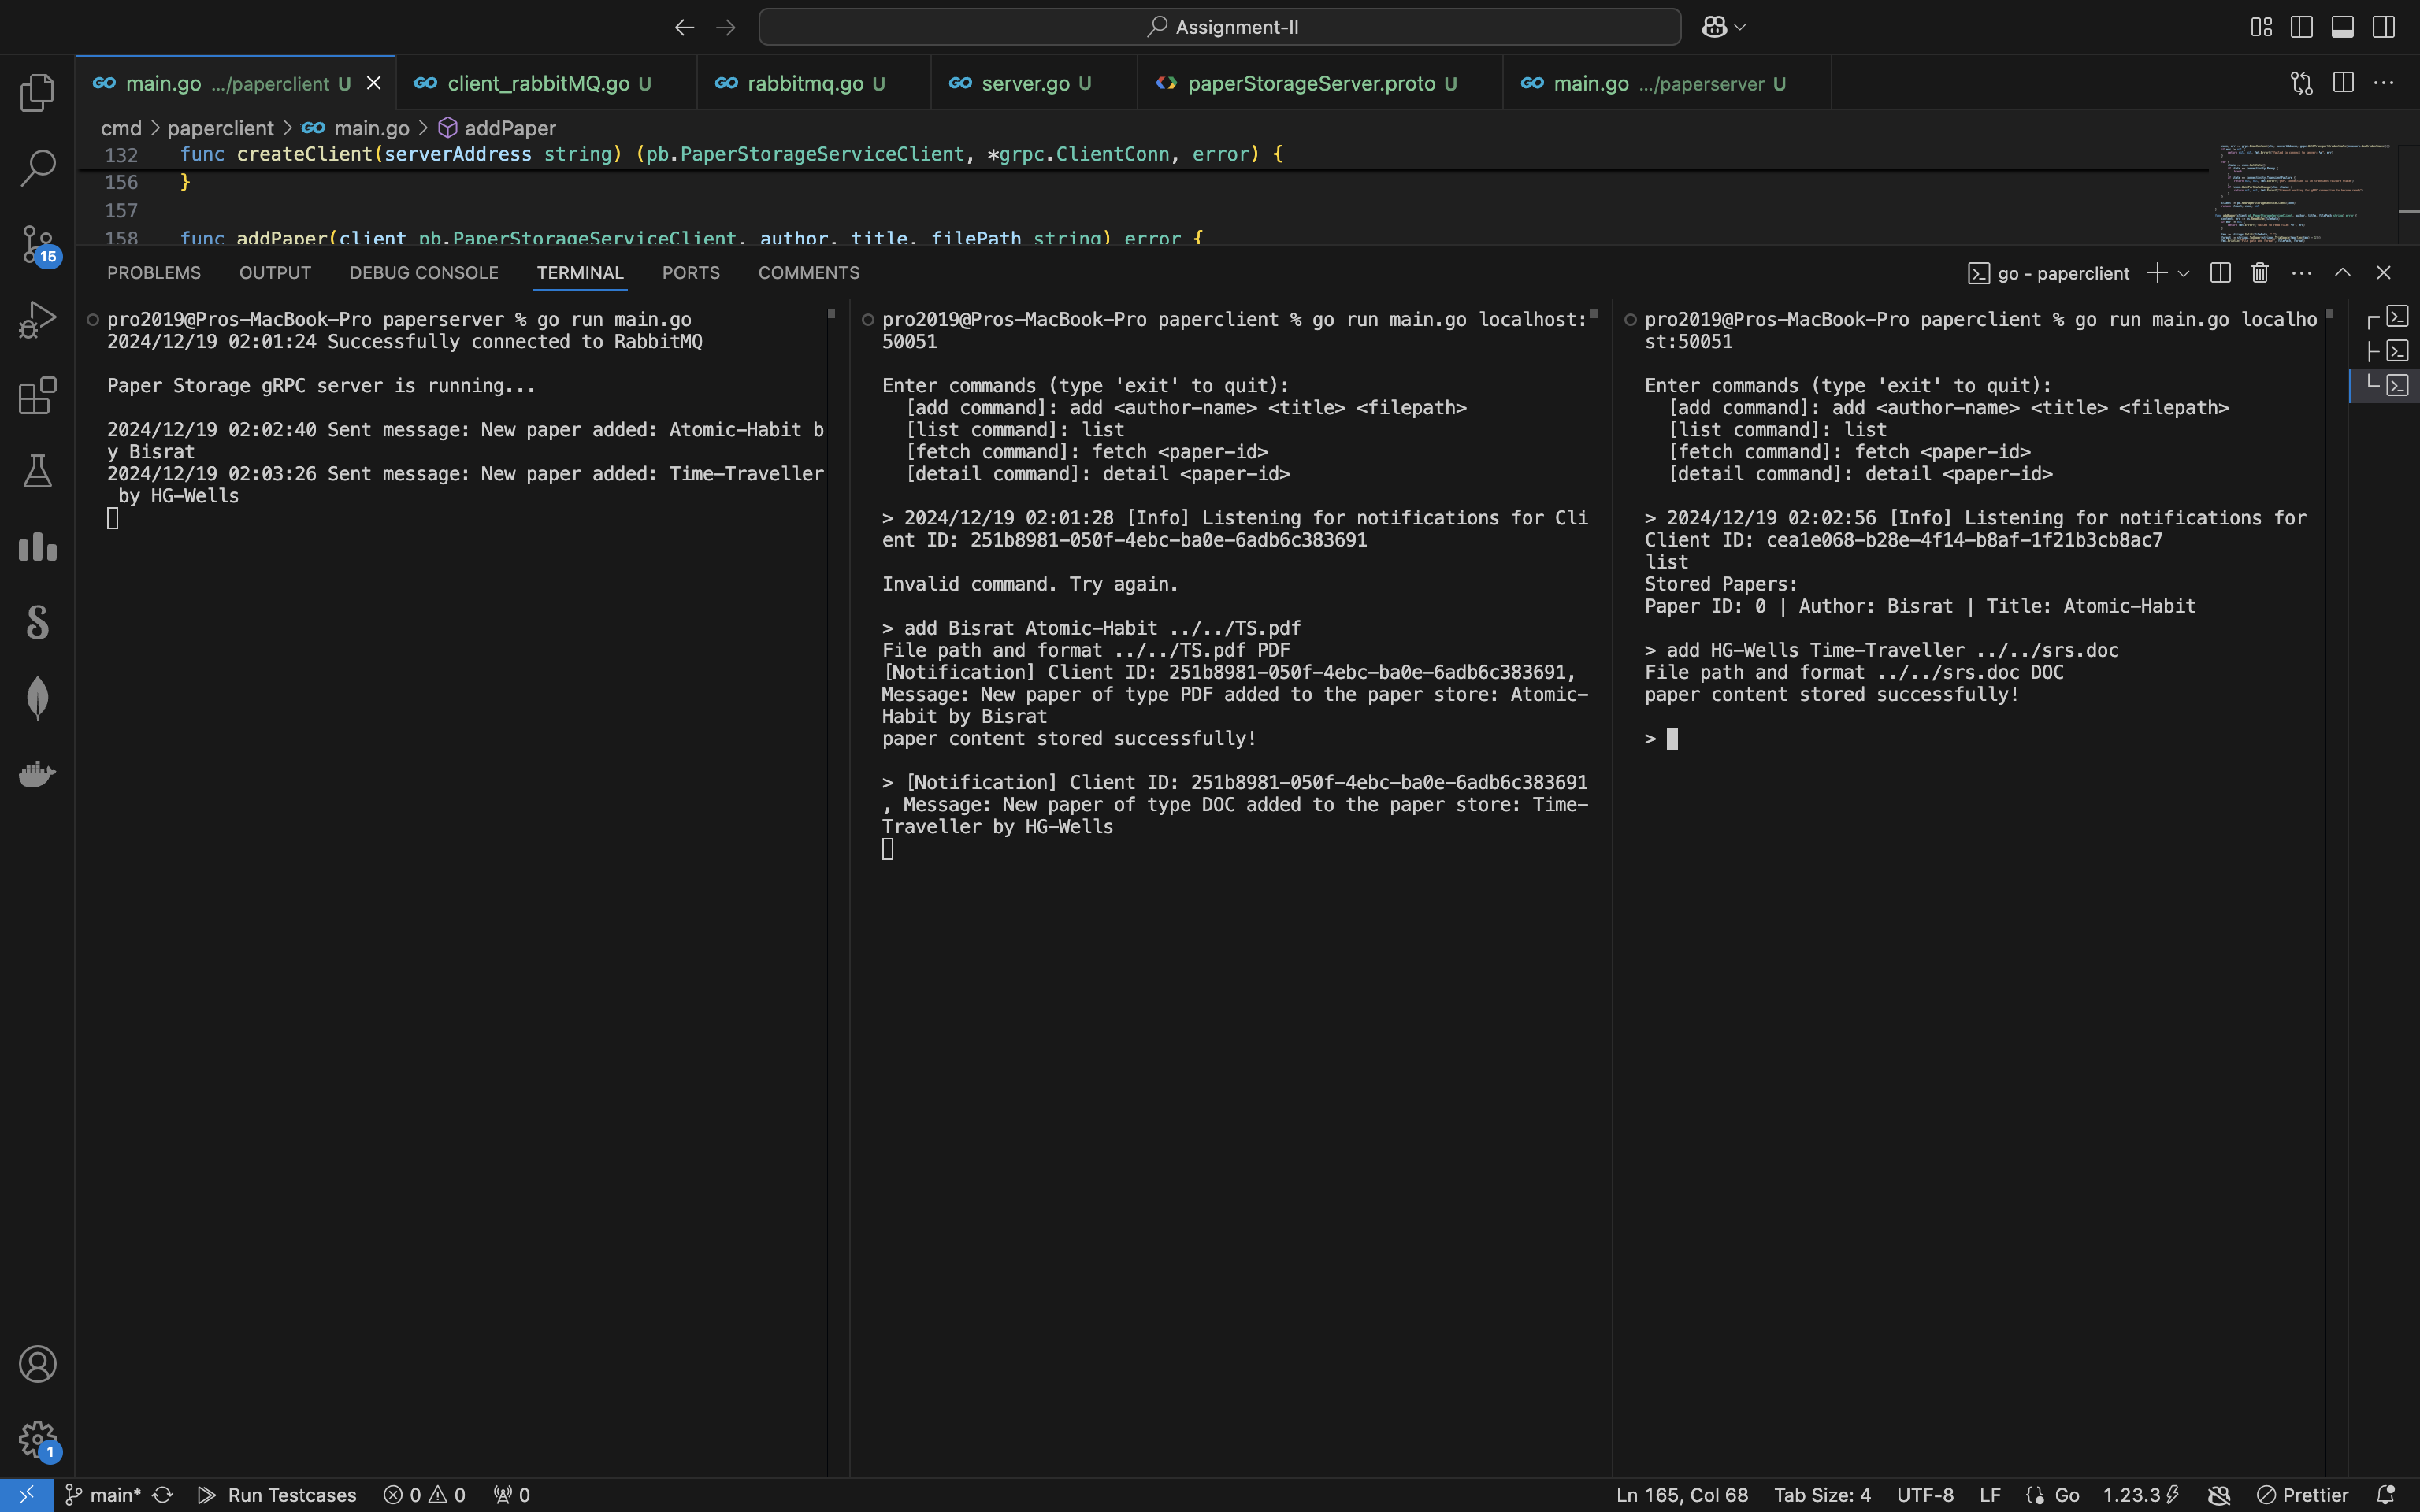 Assignment-II
main.go .../paperclient U
client_rabbitMQ.go U
rabbitmq.go U
server.go U
paperStorageServer.proto U
main.go .../paperserver U
cmd > paperclient > main.go > addPaper
132 func createClient(serverAddress string) (pb.PaperStorageServiceClient, *grpc.ClientConn, error) {
156 }
157
158 func addPaper(client pb.PaperStorageServiceClient, author, title, filePath string) error {
15
PROBLEMS OUTPUT DEBUG CONSOLE TERMINAL PORTS COMMENTS
go - paperclient
pro2019@Pros-MacBook-Pro paperserver % go run main.go
2024/12/19 02:01:24 Successfully connected to RabbitMQ
Paper Storage gRPC server is running...
2024/12/19 02:02:40 Sent message: New paper added: Atomic-Habit b
y Bisrat
2024/12/19 02:03:26 Sent message: New paper added: Time-Traveller
 by HG-Wells
pro2019@Pros-MacBook-Pro paperclient % go run main.go localhost:
50051
Enter commands (type 'exit' to quit):
[add command]: add <author-name> <title> <filepath>
[list command]: list
[fetch command]: fetch <paper-id>
[detail command]: detail <paper-id>
> 2024/12/19 02:01:28 [Info] Listening for notifications for Cli
ent ID: 251b8981-050f-4ebc-ba0e-6adb6c383691
Invalid command. Try again.
> add Bisrat Atomic-Habit ../../TS.pdf
File path and format ../../TS.pdf PDF
[Notification] Client ID: 251b8981-050f-4ebc-ba0e-6adb6c383691,
Message: New paper of type PDF added to the paper store: Atomic-
Habit by Bisrat
paper content stored successfully!
> [Notification] Client ID: 251b8981-050f-4ebc-ba0e-6adb6c383691
, Message: New paper of type DOC added to the paper store: Time-
Traveller by HG-Wells
pro2019@Pros-MacBook-Pro paperclient % go run main.go localho
st:50051
Enter commands (type 'exit' to quit):
[add command]: add <author-name> <title> <filepath>
[list command]: list
[fetch command]: fetch <paper-id>
[detail command]: detail <paper-id>
> 2024/12/19 02:02:56 [Info] Listening for notifications for
Client ID: cea1e068-b28e-4f14-b8af-1f21b3cb8ac7
list
Stored Papers:
Paper ID: 0 | Author: Bisrat | Title: Atomic-Habit
> add HG-Wells Time-Traveller ../../srs.doc
File path and format ../../srs.doc DOC
paper content stored successfully!
>
1
main* Run Testcases 0 0 0 Ln 165, Col 68 Tab Size: 4 UTF-8 LF Go 1.23.3 Prettier